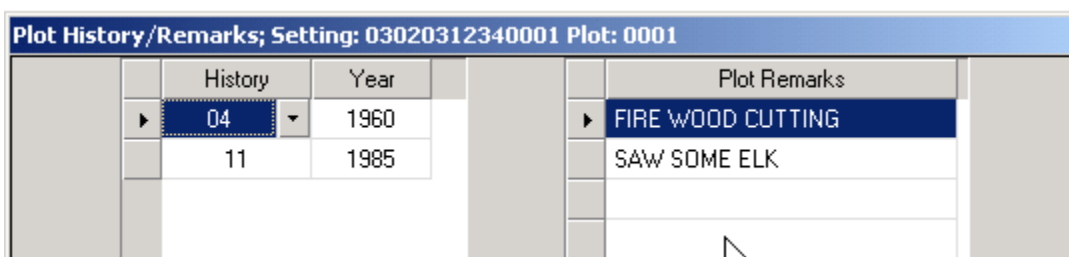 Plot History/Remarks; Setting: 03020312340001 Plot: 0001
History Year Plot Remarks
04 1960 FIRE WOOD CUTTING
11 1985 SAW SOME ELK